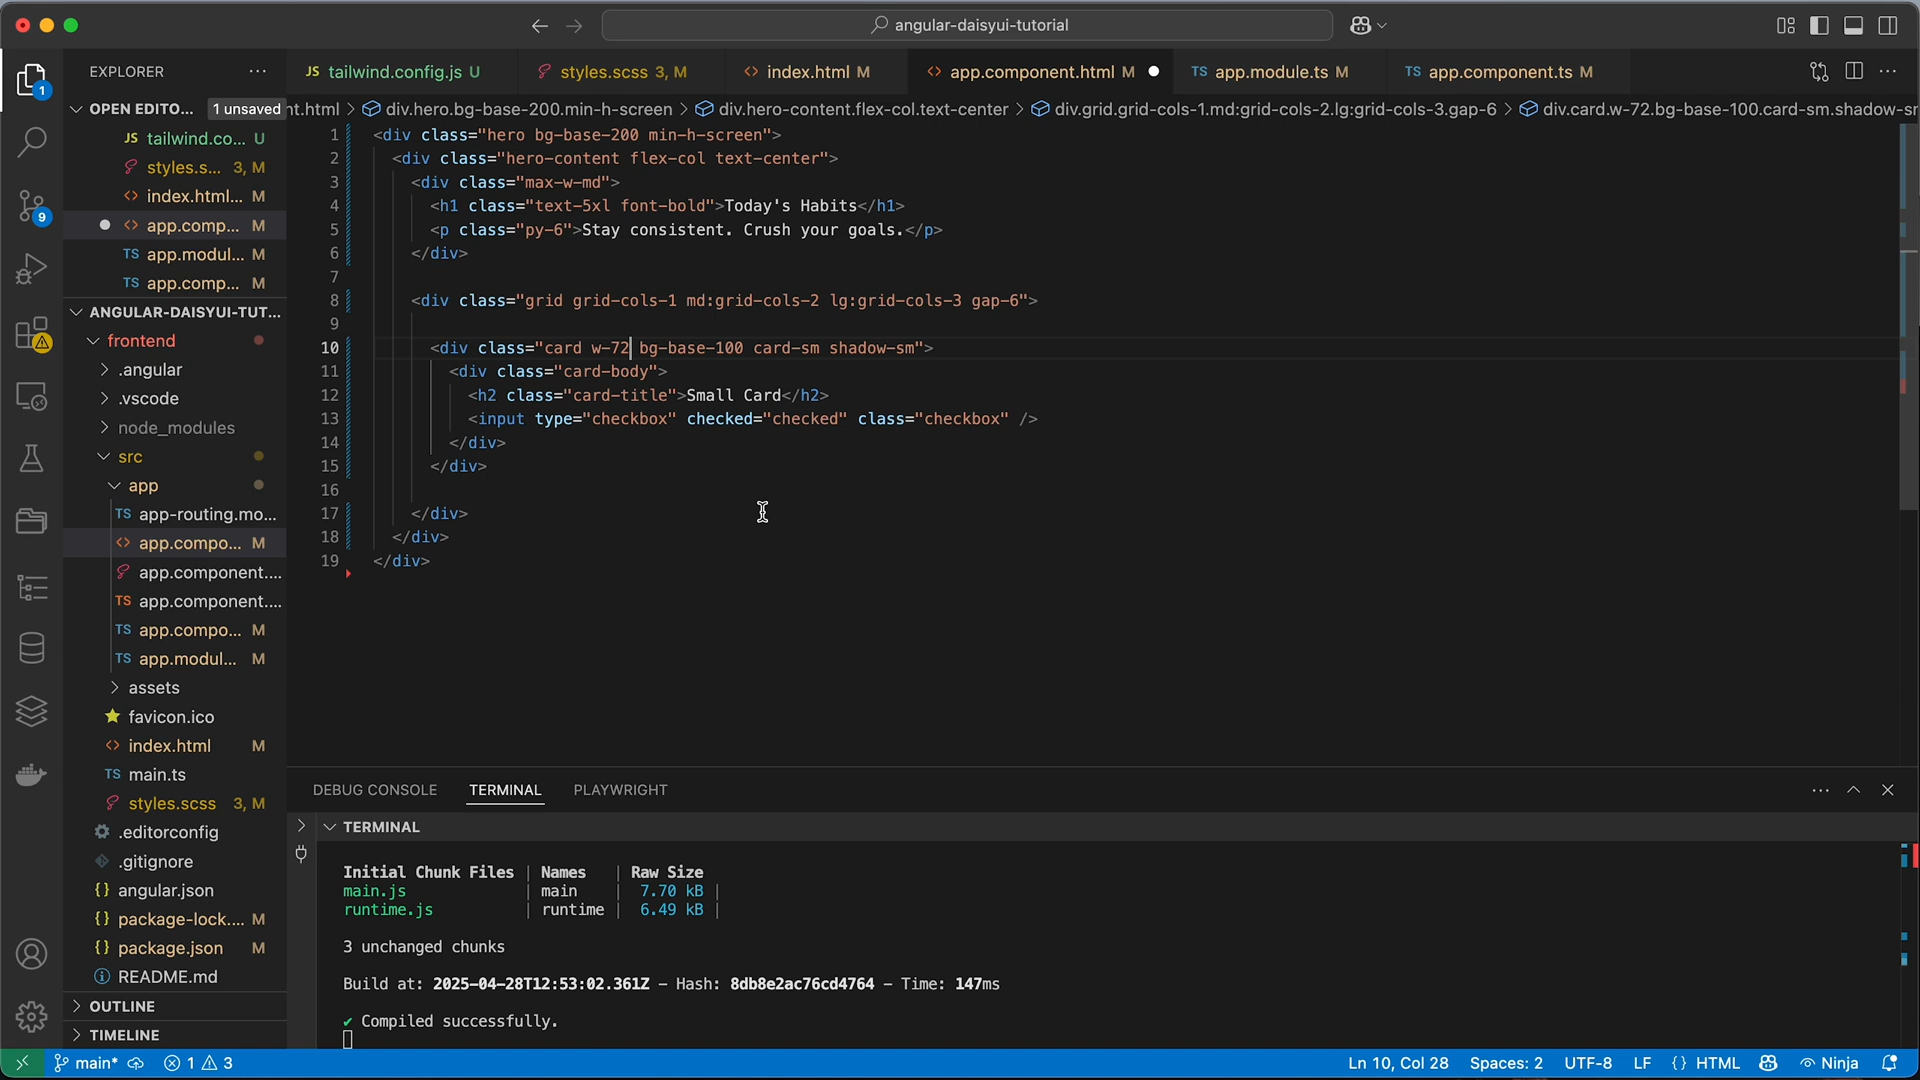 angular-daisyui-tutorial
EXPLORER
JS tailwind.config.js U
styles.scss 3, M
<> index.html M
<> app.component.html M
TS app.module.ts M
TS app.component.ts M
OPEN EDITO...
1 unsaved
nt.html > div.hero.bg-base-200.min-h-screen > div.hero-content.flex-col.text-center > div.grid.grid-cols-1.md:grid-cols-2.lg:grid-cols-3.gap-6 > div.card.w-72.bg-base-100.card-sm.shadow-sr
JS tailwind.co... U
styles.s... 3, M
<> index.html... M
<> app.comp... M
TS app.modul... M
TS app.comp... M
ANGULAR-DAISYUI-TUT...
frontend
> .angular
> .vscode
> node_modules
src
app
TS app-routing.mo...
<> app.compo... M
app.component....
TS app.component....
TS app.compo... M
TS app.modul... M
> assets
favicon.ico
<> index.html M
TS main.ts
styles.scss 3, M
.editorconfig
.gitignore
{} angular.json
{} package-lock.... M
{} package.json M
README.md
> OUTLINE
> TIMELINE
1
9
1 <div class="hero bg-base-200 min-h-screen">
2 <div class="hero-content flex-col text-center">
3 <div class="max-w-md">
4 <h1 class="text-5xl font-bold">Today's Habits</h1>
5 <p class="py-6">Stay consistent. Crush your goals.</p>
6 </div>
7
8 <div class="grid grid-cols-1 md:grid-cols-2 lg:grid-cols-3 gap-6">
9
10 <div class="card w-72 bg-base-100 card-sm shadow-sm">
11 <div class="card-body">
12 <h2 class="card-title">Small Card</h2>
13 <input type="checkbox" checked="checked" class="checkbox" />
14 </div>
15 </div>
16
17 </div>
18 </div>
19 </div>
DEBUG CONSOLE TERMINAL PLAYWRIGHT
TERMINAL
Initial Chunk Files | Names | Raw Size
main.js | main | 7.70 kB |
runtime.js | runtime | 6.49 kB |
3 unchanged chunks
Build at: 2025-04-28T12:53:02.361Z - Hash: 8db8e2ac76cd4764 - Time: 147ms
✔ Compiled successfully.
main* 1 3
Ln 10, Col 28 Spaces: 2 UTF-8 LF {} HTML Ninja